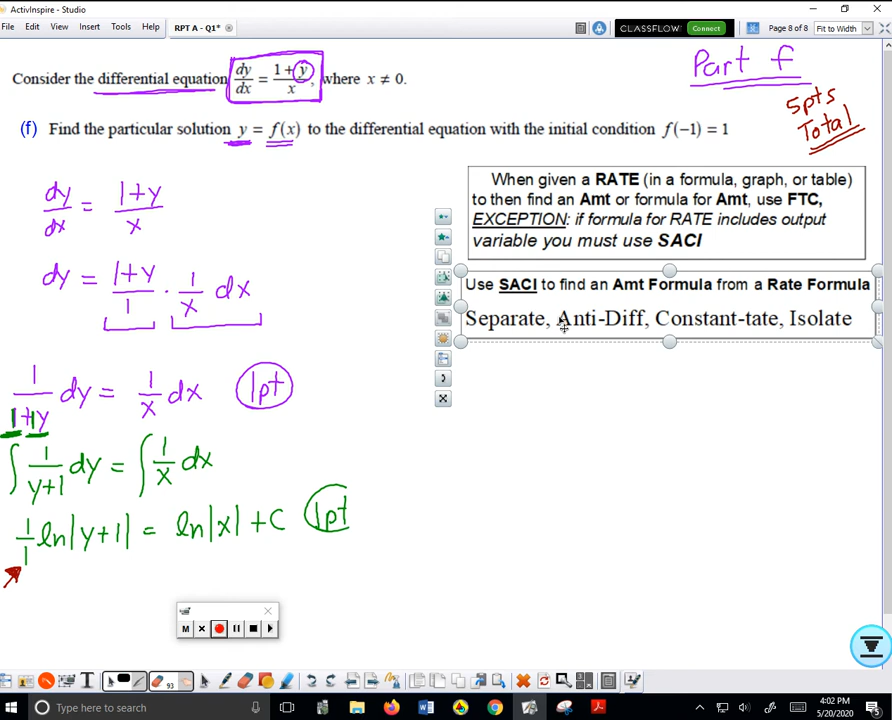 ActivInspire - Studio
File Edit View Insert Tools Help
RPT A - Q1*
CLASSFLOW Connect
Page 8 of 8
Fit to Width
Part f
5pts
Total
Consider the differential equation dy/dx = (1 + y)/x, where x ≠ 0.
(f) Find the particular solution y = f(x) to the differential equation with the initial condition f(−1) = 1
When given a RATE (in a formula, graph, or table)
to then find an Amt or formula for Amt, use FTC,
EXCEPTION: if formula for RATE includes output
variable you must use SACI
Use SACI to find an Amt Formula from a Rate Formula
Separate, Anti-Diff, Constant-tate, Isolate
dy/dx = (1+y)/x
dy = (1+y)/1 · 1/x dx
1/(1+1y) dy = 1/x dx 1pt
∫ 1/(y+1) dy = ∫ 1/x dx
1/1 ln|y+1| = ln|x| + C 1pt
M
T
93
Type here to search
4:02 PM
5/20/2020
5